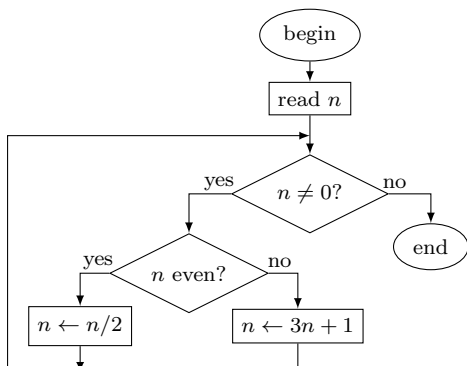 begin
read n
yes
n ≠ 0?
no
end
yes
n even?
no
n ← n/2
n ← 3n + 1